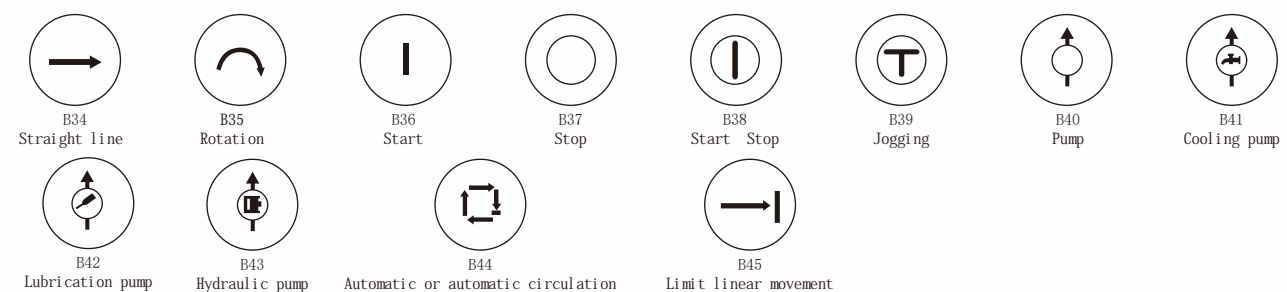 B34 B35 B36 B37 B38 B39 B40 B41
Straight line Rotation Start Stop Start Stop Jogging Pump Cooling pump
B42 B43 B44 B45
Lubrication pump Hydraulic pump Automatic or automatic circulation Limit linear movement